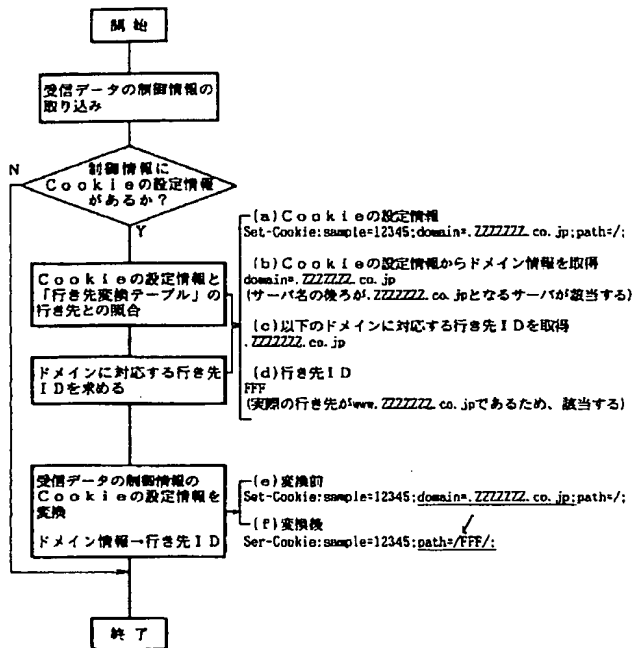 開始
受信データの制御情報の
取り込み
N
制御情報に
Cookieの設定情報
があるか?
Y
(a)Cookieの設定情報
Set-Cookie:sample=12345;domain=.ZZZZZZZ.co.jp;path=/;
Cookieの設定情報と
「行き先変換テーブル」の
行き先との照合
(b)Cookieの設定情報からドメイン情報を取得
domain=.ZZZZZZZ.co.jp
(サーバ名の後ろが.ZZZZZZZ.co.jpとなるサーバが該当する)
(c)以下のドメインに対応する行き先IDを取得
.ZZZZZZZ.co.jp
ドメインに対応する行き先
IDを求める
(d)行き先ID
FFF
(実際の行き先がwww.ZZZZZZZ.co.jpであるため、該当する)
受信データの制御情報の
Cookieの設定情報を
変換
ドメイン情報→行き先ID
(e)変換前
Set-Cookie:sample=12345;domain=.ZZZZZZZ.co.jp;path=/;
(f)変換後
Ser-Cookie:sample=12345;path=/FFF/;
終了